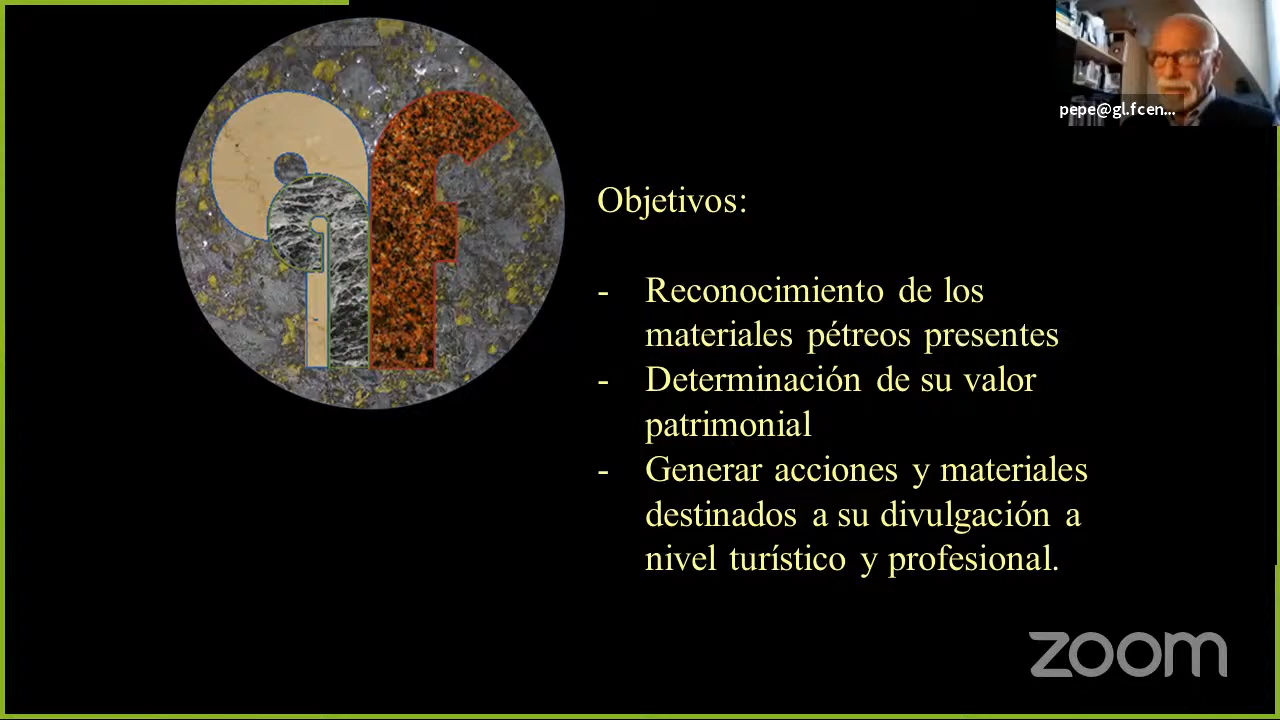 pepe@gl.fcen...
Objetivos:
- Reconocimiento de los
materiales pétreos presentes
- Determinación de su valor
patrimonial
- Generar acciones y materiales
destinados a su divulgación a
nivel turístico y profesional.
zoom